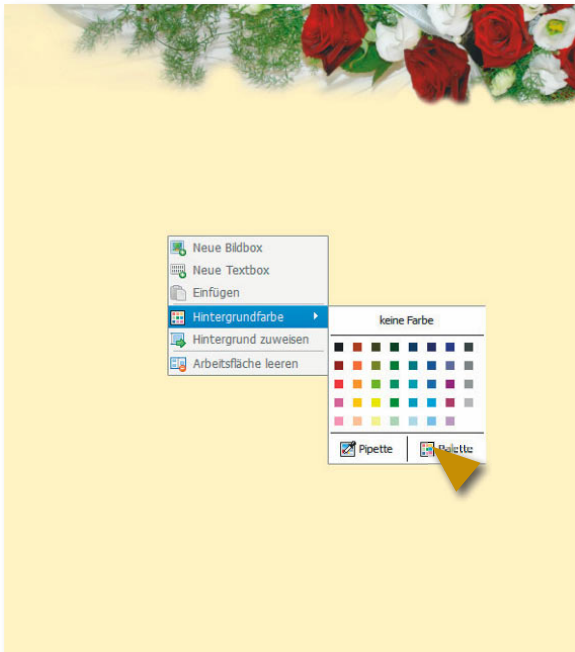 Neue Bildbox
Neue Textbox
Einfügen
Hintergrundfarbe
Hintergrund zuweisen
Arbeitsfläche leeren
keine Farbe
Pipette
Palette